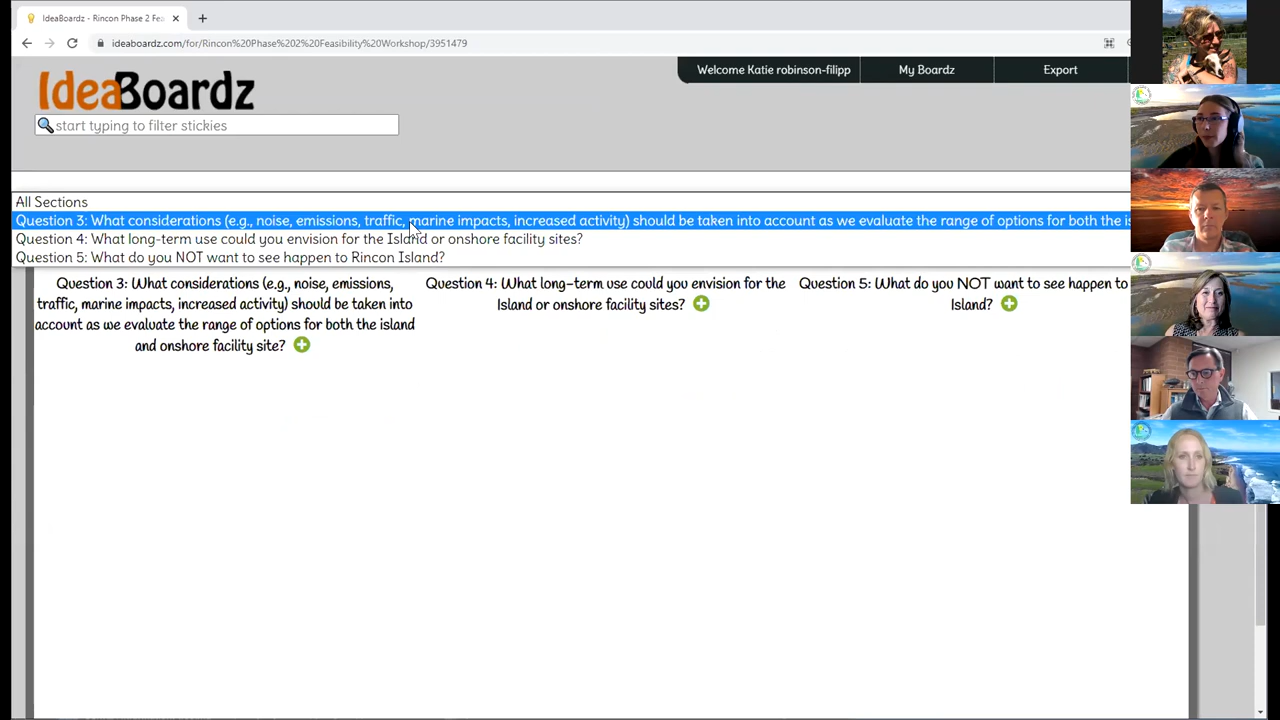 IdeaBoardz - Rincon Phase 2 Fea
ideaboardz.com/for/Rincon%20Phase%202%20Feasibility%20Workshop/3951479
IdeaBoardz
Welcome Katie robinson-filipp
My Boardz
Export
start typing to filter stickies
All Sections
Question 3: What considerations (e.g., noise, emissions, traffic, marine impacts, increased activity) should be taken into account as we evaluate the range of options for both the is
Question 4: What long-term use could you envision for the Island or onshore facility sites?
Question 5: What do you NOT want to see happen to Rincon Island?
Question 3: What considerations (e.g., noise, emissions,
traffic, marine impacts, increased activity) should be taken into
account as we evaluate the range of options for both the island
and onshore facility site?
Question 4: What long-term use could you envision for the
Island or onshore facility sites?
Question 5: What do you NOT want to see happen to
Island?